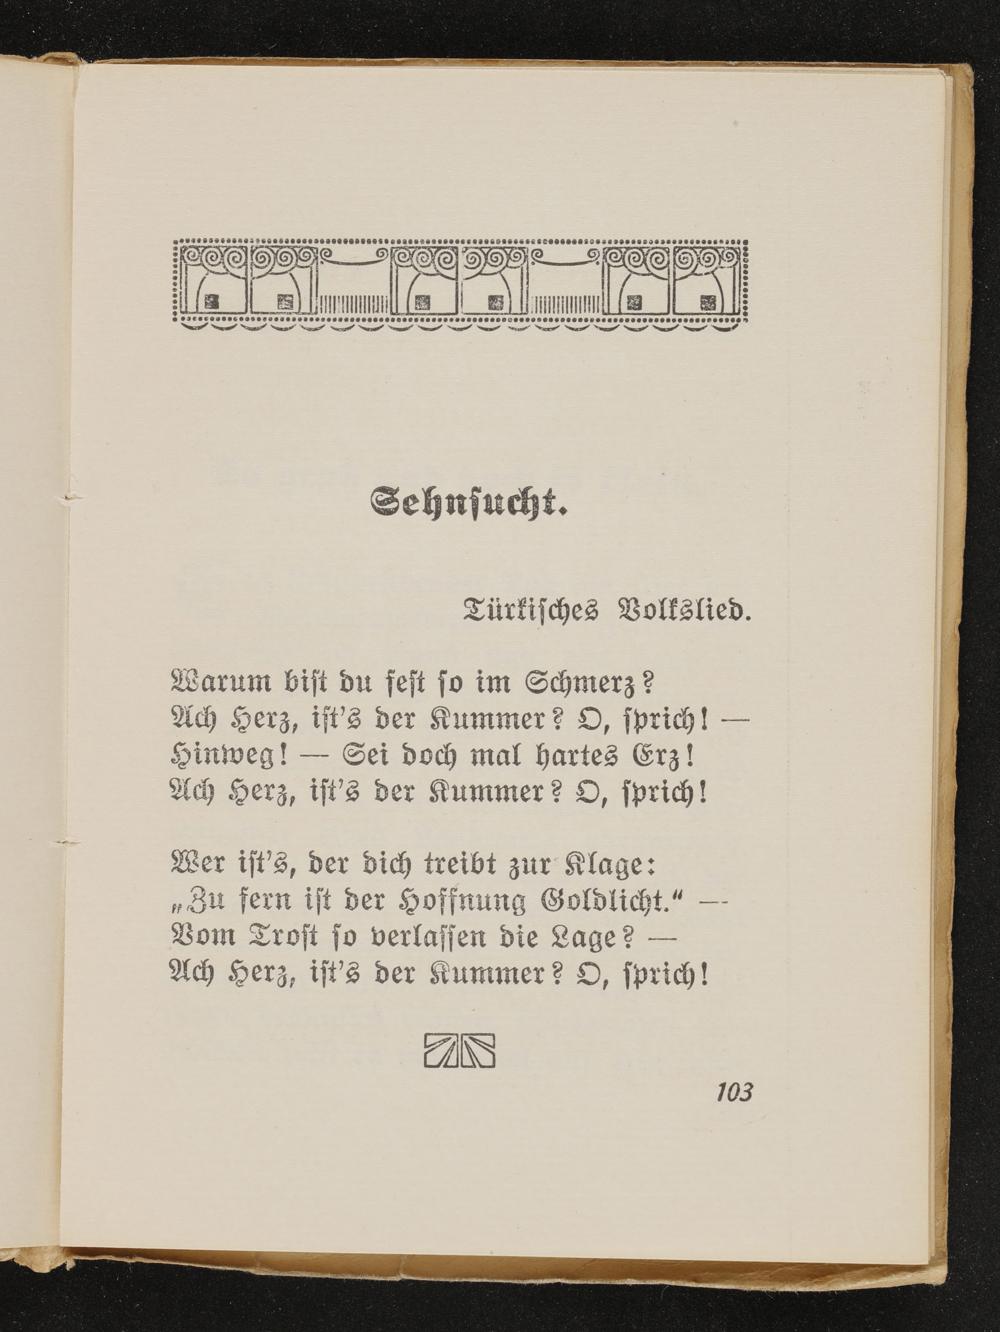 Sehnsucht.
Türkisches Volkslied.
Warum bist du fest so im Schmerz?
Ach Herz, ist's der Kummer? O, sprich! —
Hinweg! — Sei doch mal hartes Erz!
Ach Herz, ist's der Kummer? O, sprich!
Wer ist's, der dich treibt zur Klage:
„Zu fern ist der Hoffnung Goldlicht.“ —
Vom Trost so verlassen die Lage? —
Ach Herz, ist's der Kummer? O, sprich!
103